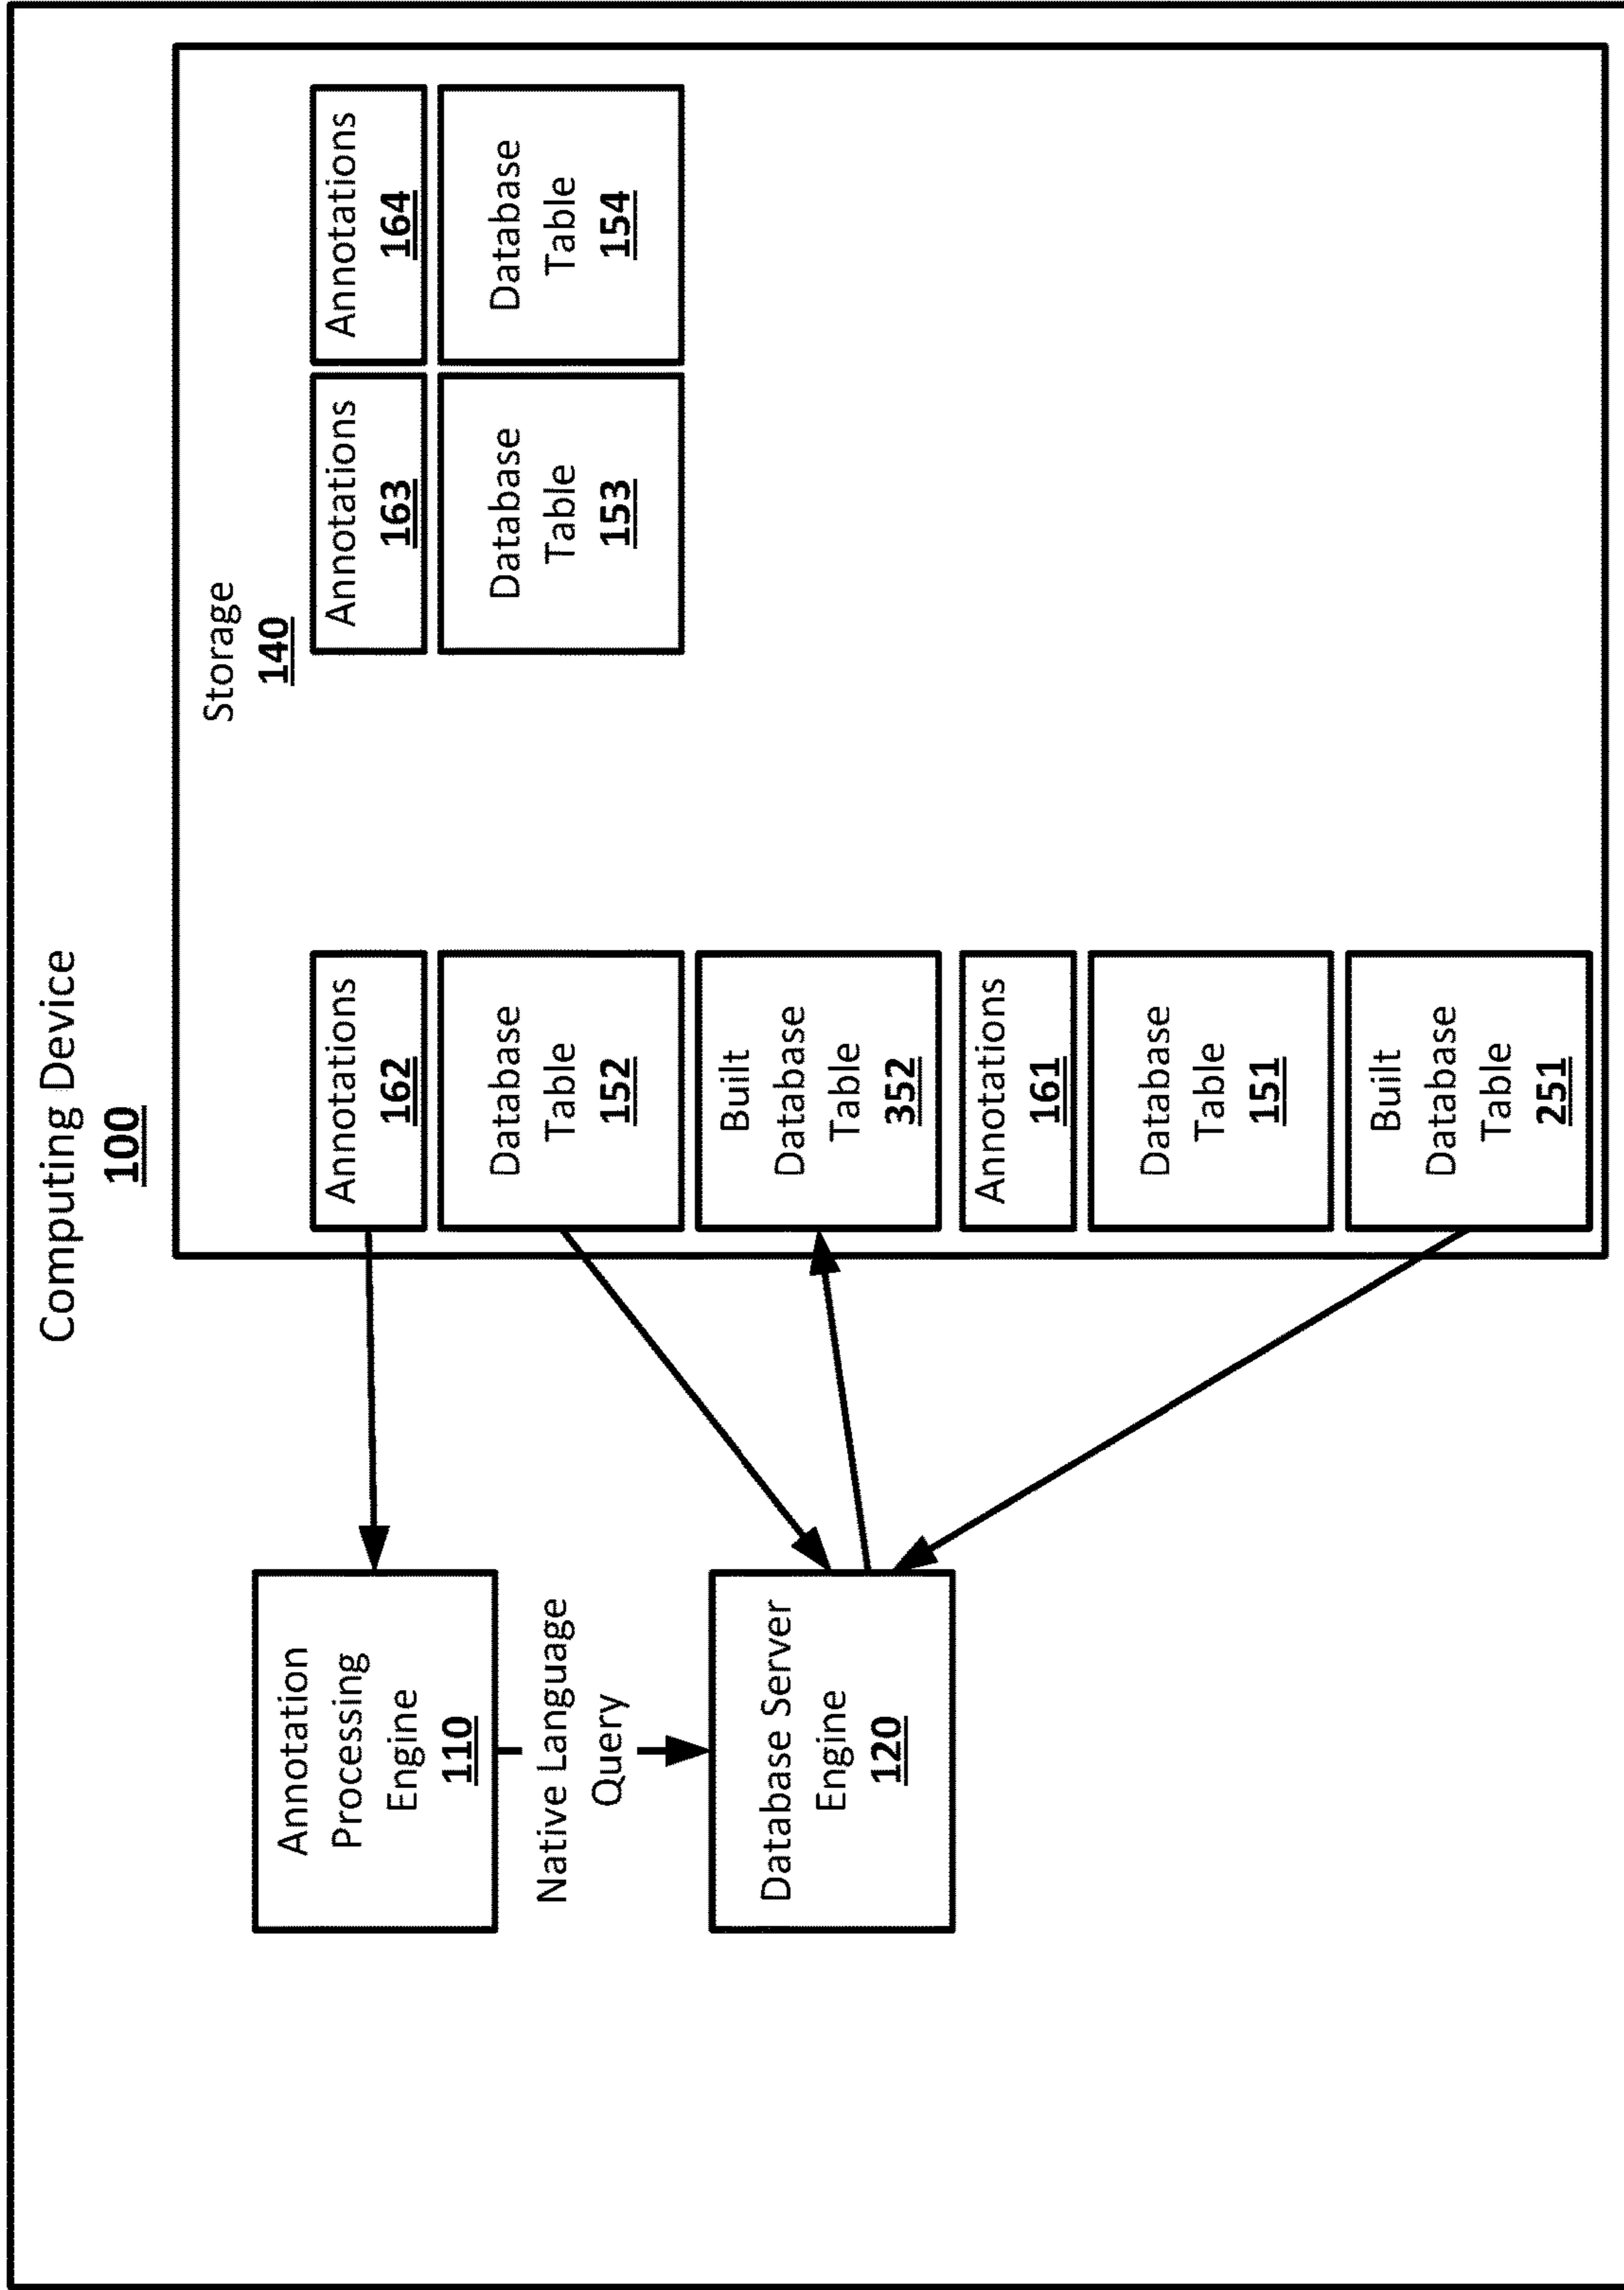 Computing Device
100
Annotation
Processing
Engine
110
Native Language
Query
Database Server
Engine
120
Storage
140
Annotations
162
Database
Table
152
Built
Database
Table
352
Annotations
161
Database
Table
151
Built
Database
Table
251
Annotations
163
Database
Table
153
Annotations
164
Database
Table
154